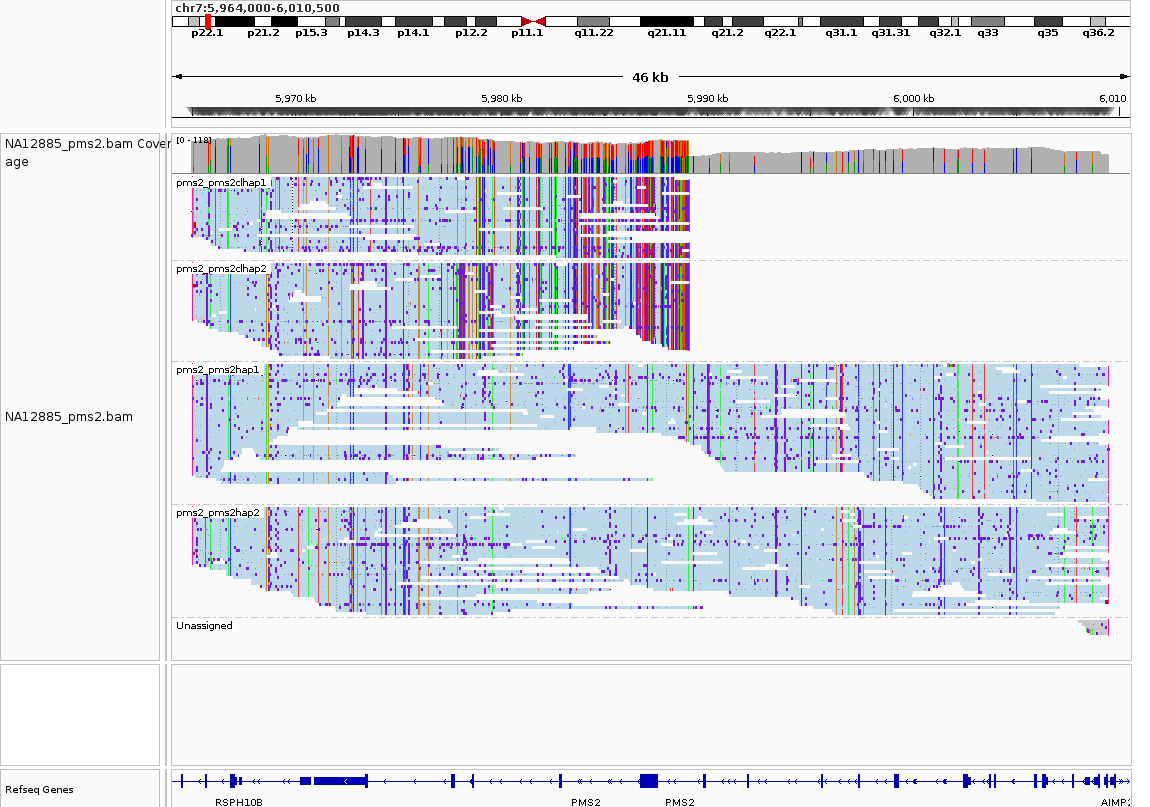 chr7:5,964,000-6,010,500
p22.1 p21.2 p15.3 p14.3 p14.1 p12.2 p11.1 q11.22 q21.11 q21.2 q22.1 q31.1 q31.31 q32.1 q33 q35 q36.2
46 kb
5,970 kb 5,980 kb 5,990 kb 6,000 kb 6,010
NA12885_pms2.bam Cover
age
[0 - 118]
pms2_pms2clhap1
pms2_pms2clhap2
pms2_pms2hap1
NA12885_pms2.bam
pms2_pms2hap2
Unassigned
Refseq Genes
RSPH10B PMS2 PMS2 AIMP2